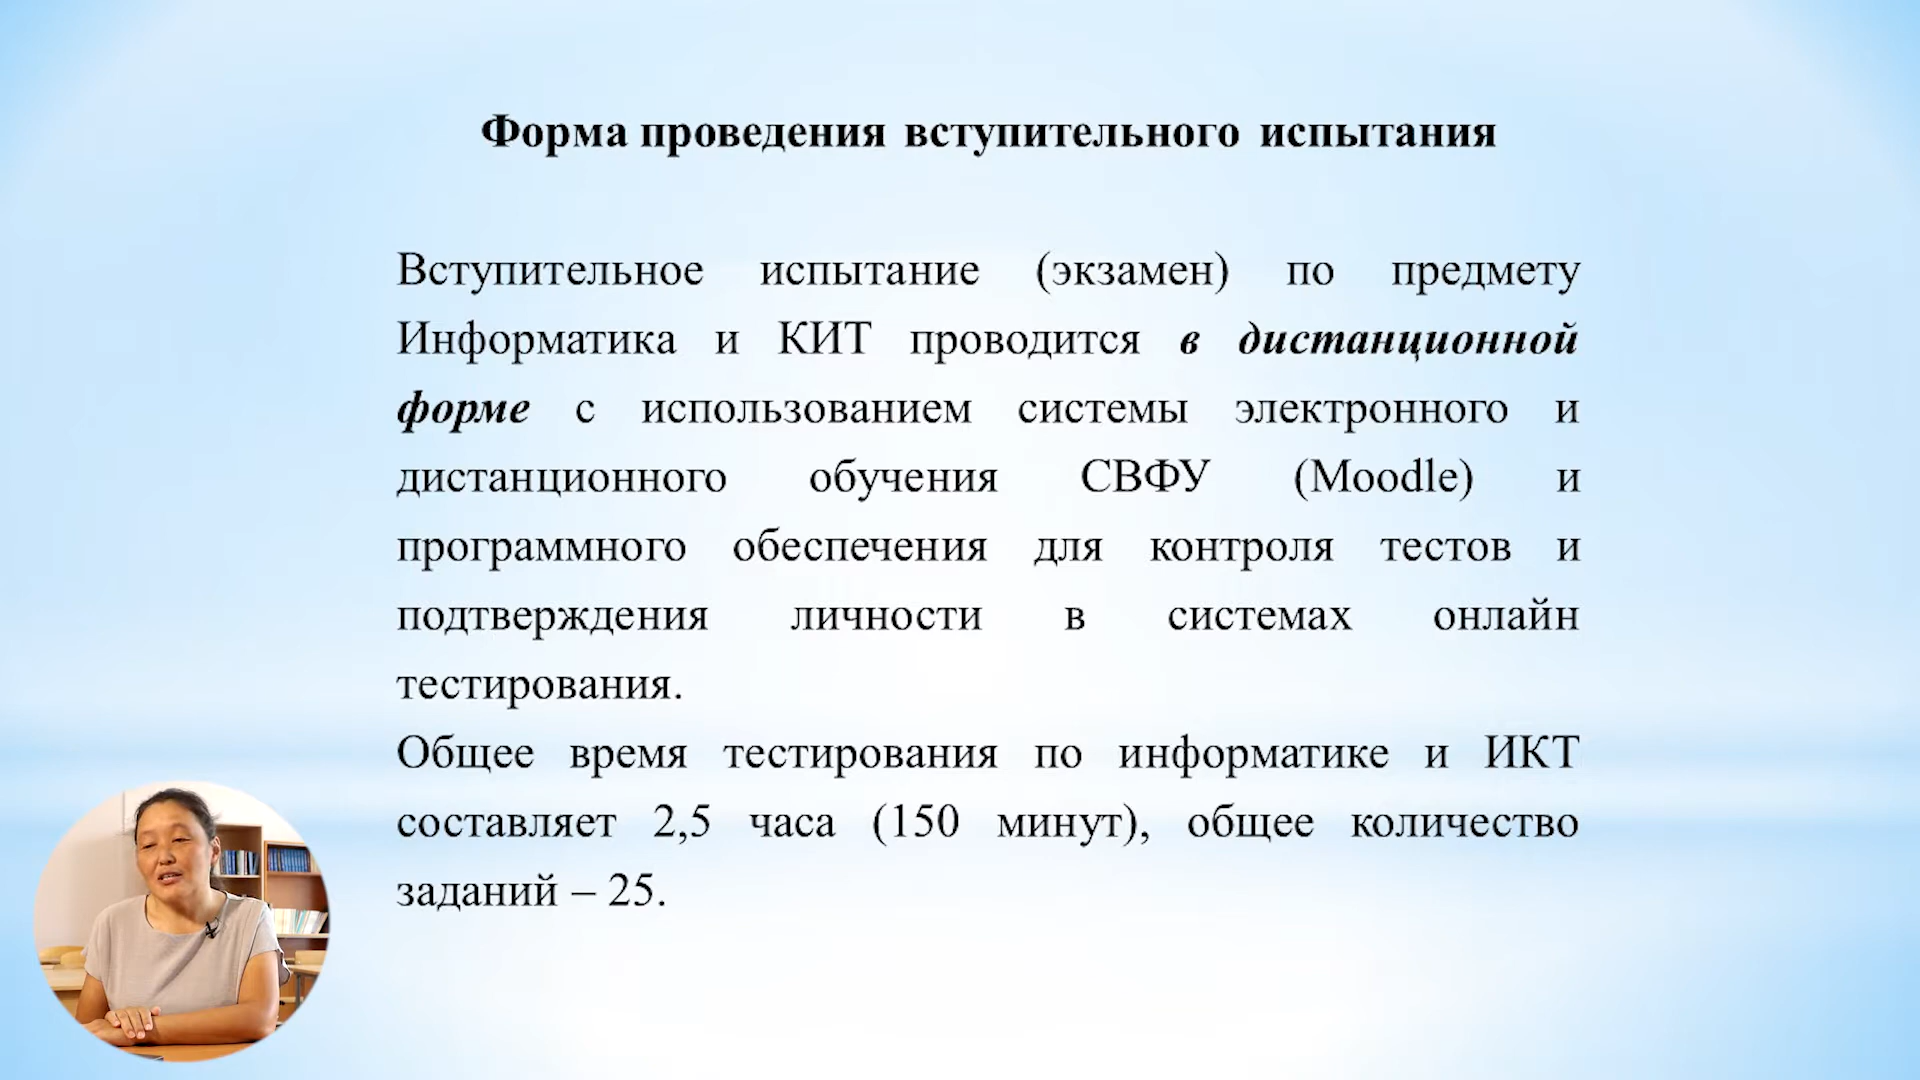 Форма проведения вступительного испытания
Вступительное испытание (экзамен) по предмету
Информатика и КИТ проводится в дистанционной
форме с использованием системы электронного и
дистанционного обучения СВФУ (Moodle) и
программного обеспечения для контроля тестов и
подтверждения личности в системах онлайн
тестирования.
Общее время тестирования по информатике и ИКТ
составляет 2,5 часа (150 минут), общее количество
заданий – 25.